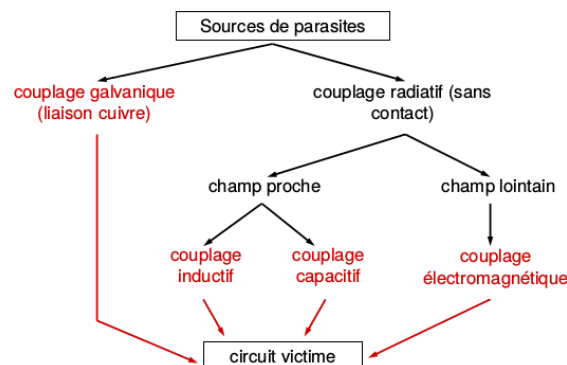 Sources de parasites
couplage galvanique
(liaison cuivre)
couplage radiatif (sans
contact)
champ proche
champ lointain
couplage
inductif
couplage
capacitif
couplage
électromagnétique
circuit victime